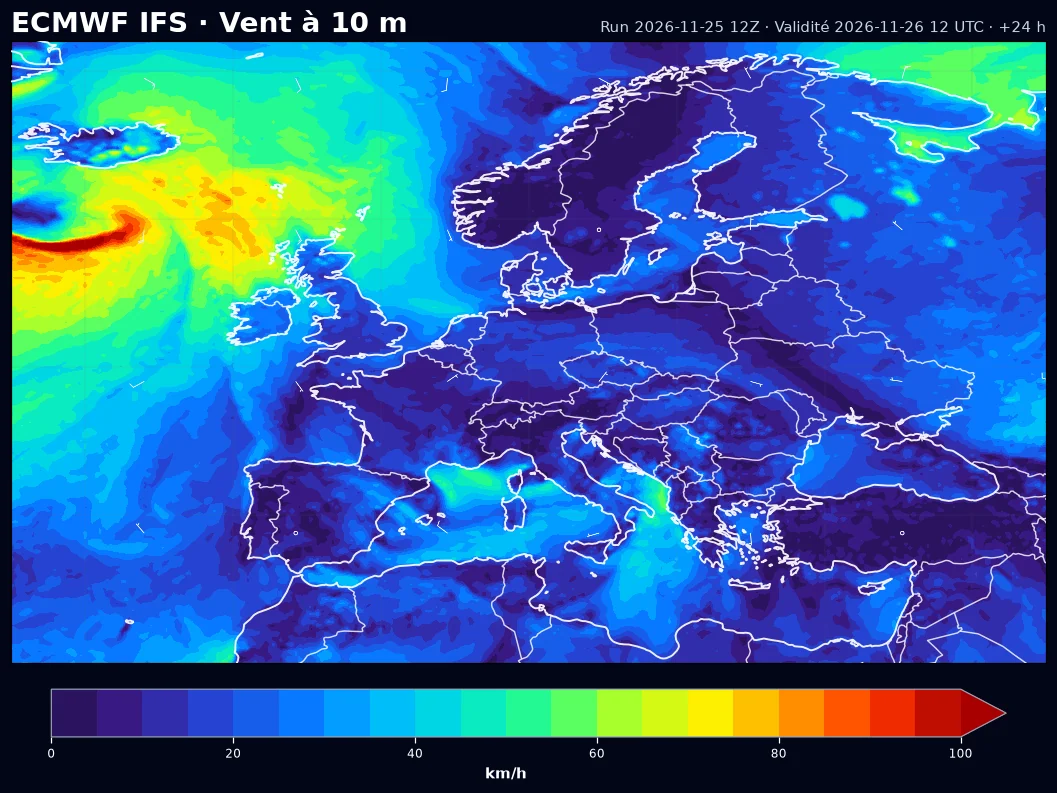 ECMWF IFS · Vent à 10 m
Run 2026-11-25 12Z · Validité 2026-11-26 12 UTC · +24 h
0 20 40 60 80 100
km/h